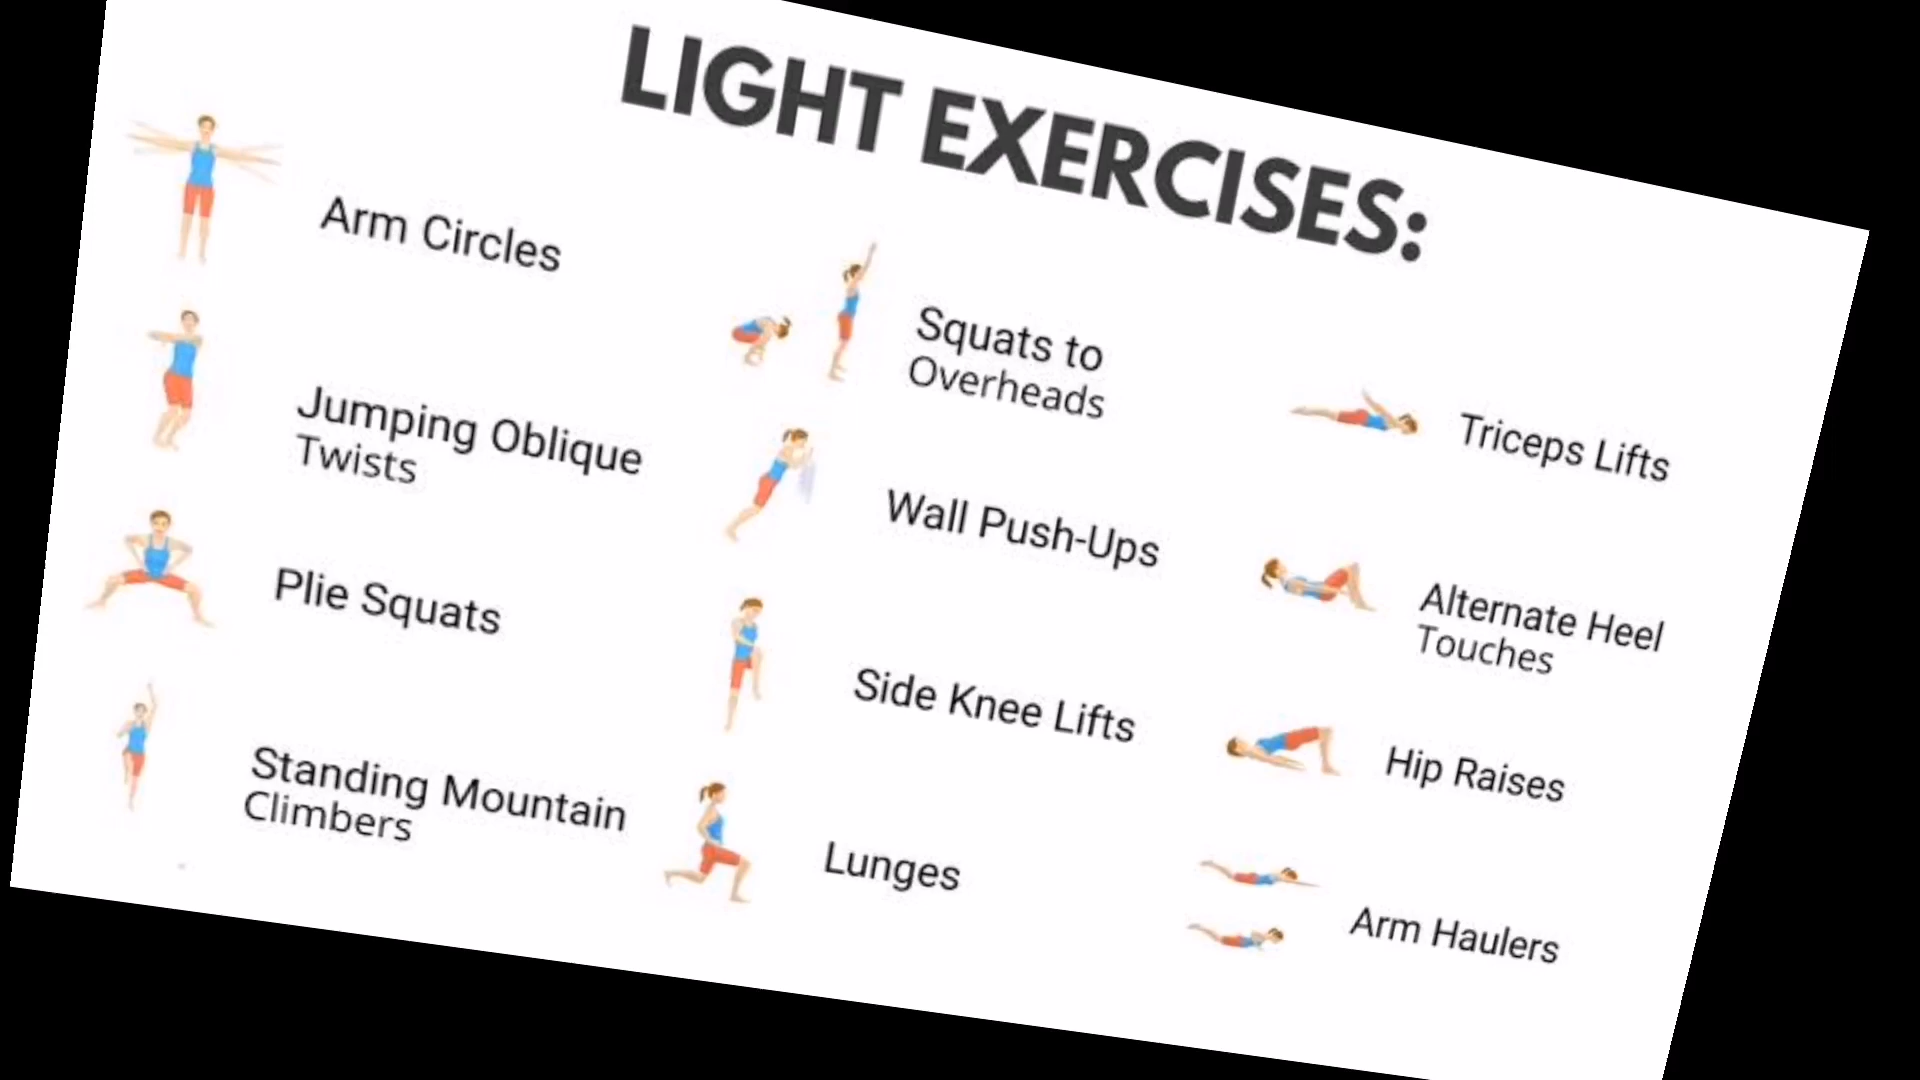 LIGHT EXERCISES:
Arm Circles
Jumping Oblique
Twists
Plie Squats
Standing Mountain
Climbers
Squats to
Overheads
Wall Push-Ups
Side Knee Lifts
Lunges
Triceps Lifts
Alternate Heel
Touches
Hip Raises
Arm Haulers